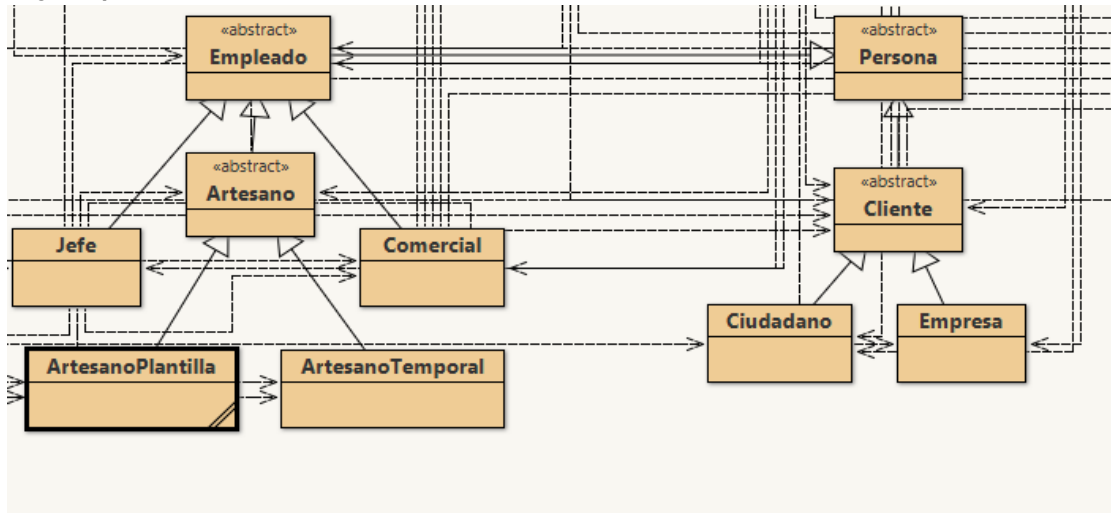 «abstract»
Empleado
«abstract»
Persona
«abstract»
Artesano
«abstract»
Cliente
Jefe
Comercial
Ciudadano
Empresa
ArtesanoPlantilla
ArtesanoTemporal